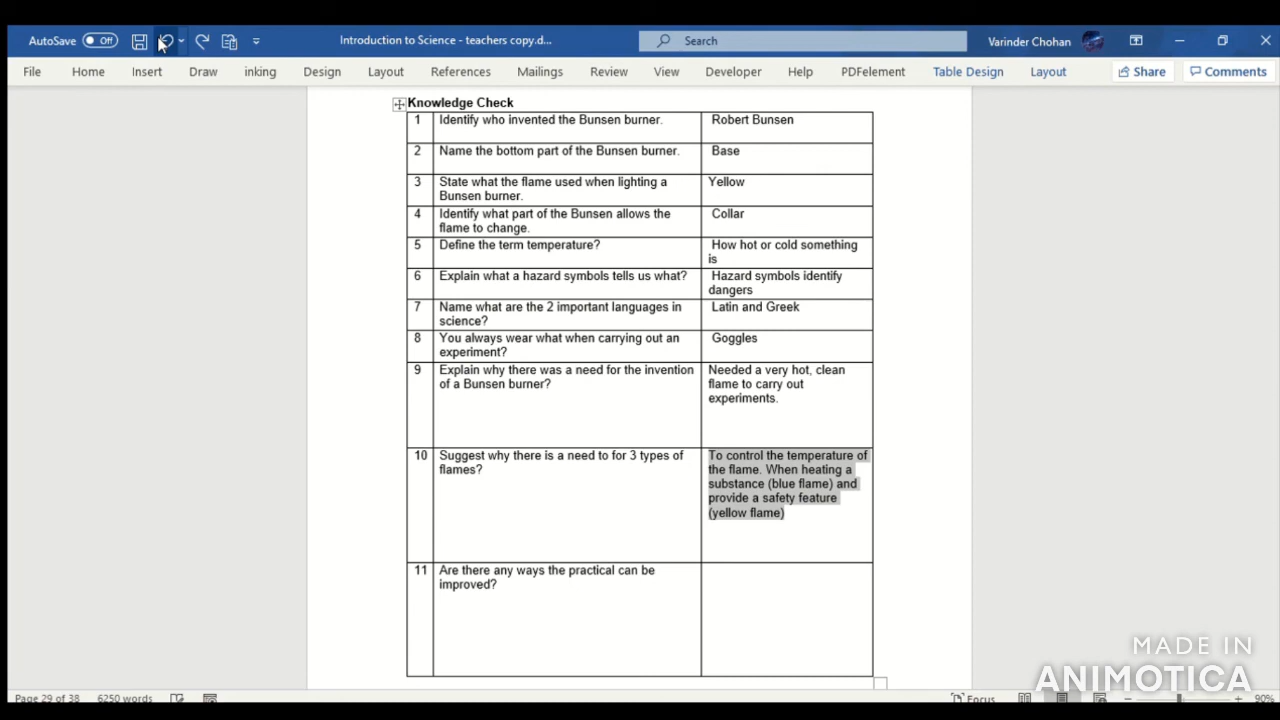 AutoSave Off Introduction to Science - teachers copy.d... Search Varinder Chohan
File Home Insert Draw inking Design Layout References Mailings Review View Developer Help PDFelement Table Design Layout Share Comments
Knowledge Check
1 Identify who invented the Bunsen burner. Robert Bunsen
2 Name the bottom part of the Bunsen burner. Base
3 State what the flame used when lighting a Yellow
Bunsen burner.
4 Identify what part of the Bunsen allows the Collar
flame to change.
5 Define the term temperature? How hot or cold something
is
6 Explain what a hazard symbols tells us what? Hazard symbols identify
dangers
7 Name what are the 2 important languages in Latin and Greek
science?
8 You always wear what when carrying out an Goggles
experiment?
9 Explain why there was a need for the invention Needed a very hot, clean
of a Bunsen burner? flame to carry out
experiments.
10 Suggest why there is a need to for 3 types of To control the temperature of
flames? the flame. When heating a
substance (blue flame) and
provide a safety feature
(yellow flame)
11 Are there any ways the practical can be
improved?
MADE IN
ANIMOTICA
Page 29 of 38 6250 words Focus 90%